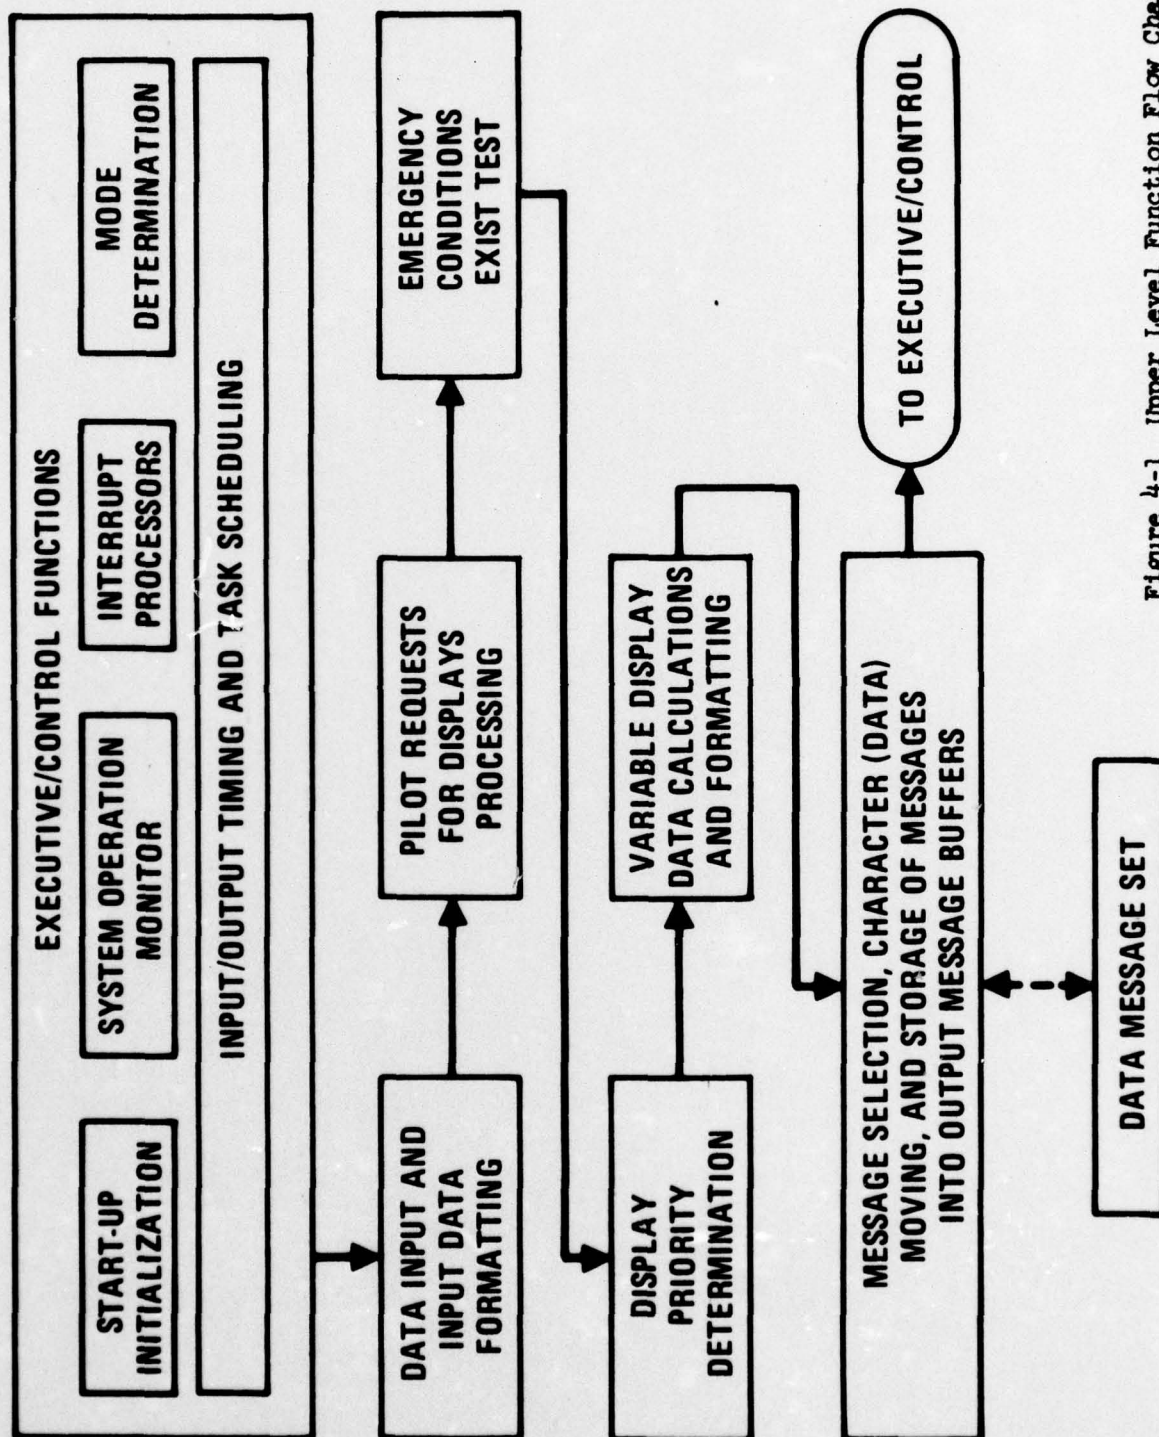 EXECUTIVE/CONTROL FUNCTIONS
START-UP
INITIALIZATION
SYSTEM OPERATION
MONITOR
INTERRUPT
PROCESSORS
MODE
DETERMINATION
INPUT/OUTPUT TIMING AND TASK SCHEDULING
DATA INPUT AND
INPUT DATA
FORMATTING
PILOT REQUESTS
FOR DISPLAYS
PROCESSING
EMERGENCY
CONDITIONS
EXIST TEST
DISPLAY
PRIORITY
DETERMINATION
VARIABLE DISPLAY
DATA CALCULATIONS
AND FORMATTING
MESSAGE SELECTION, CHARACTER (DATA)
MOVING, AND STORAGE OF MESSAGES
INTO OUTPUT MESSAGE BUFFERS
TO EXECUTIVE/CONTROL
DATA MESSAGE SET
Figure 4-1 Upper Level Function Flow